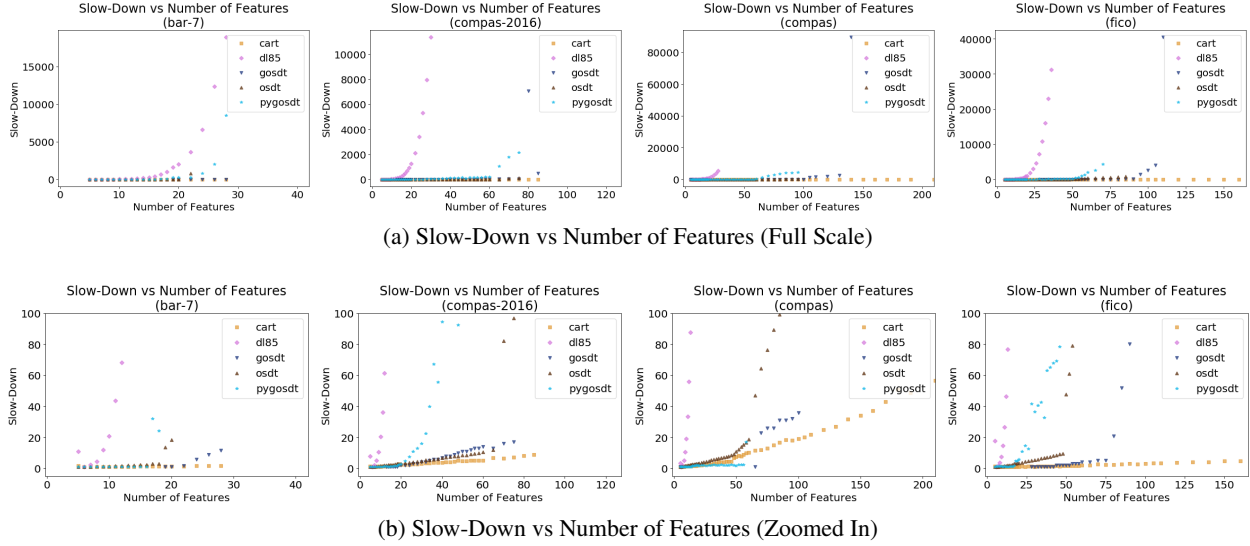 Slow-Down vs Number of Features
(bar-7)
Slow-Down
15000
10000
5000
0
0 10 20 30 40
Number of Features
cart
dl85
gosdt
osdt
pygosdt
Slow-Down vs Number of Features
(compas-2016)
Slow-Down
10000
8000
6000
4000
2000
0
0 20 40 60 80 100 120
Number of Features
cart
dl85
gosdt
osdt
pygosdt
Slow-Down vs Number of Features
(compas)
Slow-Down
80000
60000
40000
20000
0
0 50 100 150 200
Number of Features
cart
dl85
gosdt
osdt
pygosdt
Slow-Down vs Number of Features
(fico)
Slow-Down
40000
30000
20000
10000
0
0 25 50 75 100 125 150
Number of Features
cart
dl85
gosdt
osdt
pygosdt
(a) Slow-Down vs Number of Features (Full Scale)
Slow-Down vs Number of Features
(bar-7)
Slow-Down
100
80
60
40
20
0
0 10 20 30 40
Number of Features
cart
dl85
gosdt
osdt
pygosdt
Slow-Down vs Number of Features
(compas-2016)
Slow-Down
100
80
60
40
20
0
0 20 40 60 80 100 120
Number of Features
cart
dl85
gosdt
osdt
pygosdt
Slow-Down vs Number of Features
(compas)
Slow-Down
100
80
60
40
20
0
0 50 100 150 200
Number of Features
cart
dl85
gosdt
osdt
pygosdt
Slow-Down vs Number of Features
(fico)
Slow-Down
100
80
60
40
20
0
0 25 50 75 100 125 150
Number of Features
cart
dl85
gosdt
osdt
pygosdt
(b) Slow-Down vs Number of Features (Zoomed In)